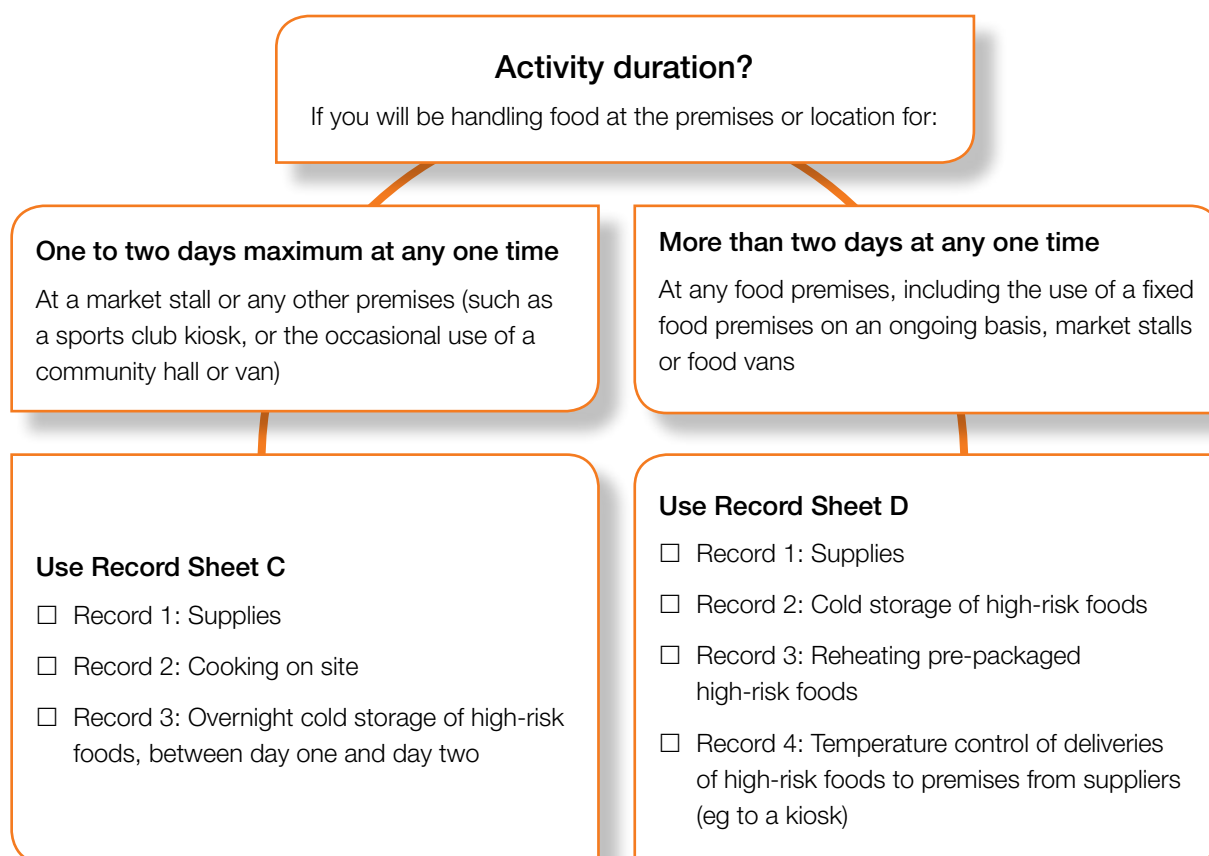 Activity duration?
If you will be handling food at the premises or location for:
One to two days maximum at any one time
At a market stall or any other premises (such as
a sports club kiosk, or the occasional use of a
community hall or van)
More than two days at any one time
At any food premises, including the use of a fixed
food premises on an ongoing basis, market stalls
or food vans
Use Record Sheet C
☐ Record 1: Supplies
☐ Record 2: Cooking on site
☐ Record 3: Overnight cold storage of high-risk
foods, between day one and day two
Use Record Sheet D
☐ Record 1: Supplies
☐ Record 2: Cold storage of high-risk foods
☐ Record 3: Reheating pre-packaged
high-risk foods
☐ Record 4: Temperature control of deliveries
of high-risk foods to premises from suppliers
(eg to a kiosk)